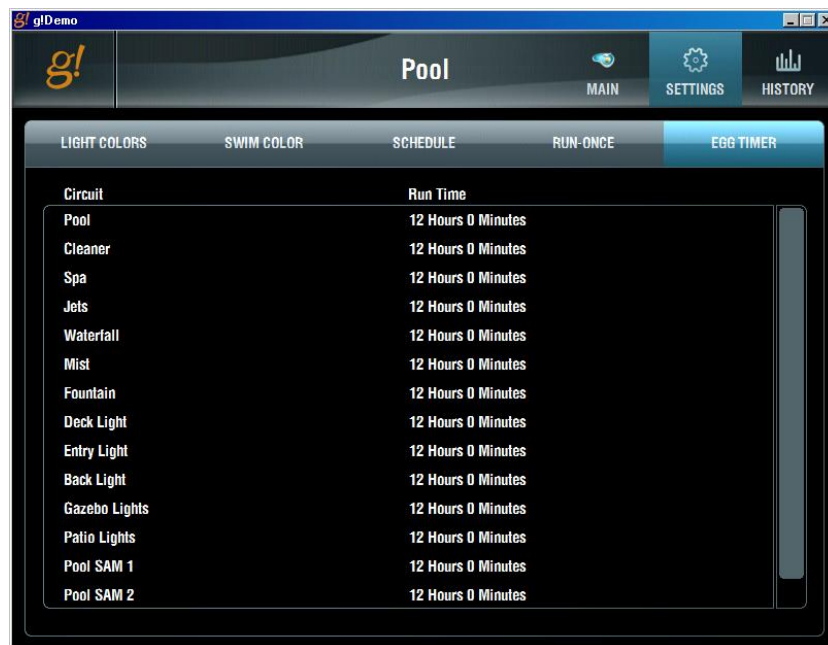 g! g!Demo
g!
Pool
MAIN
SETTINGS
HISTORY
LIGHT COLORS SWIM COLOR SCHEDULE RUN-ONCE EGG TIMER
Circuit Run Time
Pool 12 Hours 0 Minutes
Cleaner 12 Hours 0 Minutes
Spa 12 Hours 0 Minutes
Jets 12 Hours 0 Minutes
Waterfall 12 Hours 0 Minutes
Mist 12 Hours 0 Minutes
Fountain 12 Hours 0 Minutes
Deck Light 12 Hours 0 Minutes
Entry Light 12 Hours 0 Minutes
Back Light 12 Hours 0 Minutes
Gazebo Lights 12 Hours 0 Minutes
Patio Lights 12 Hours 0 Minutes
Pool SAM 1 12 Hours 0 Minutes
Pool SAM 2 12 Hours 0 Minutes